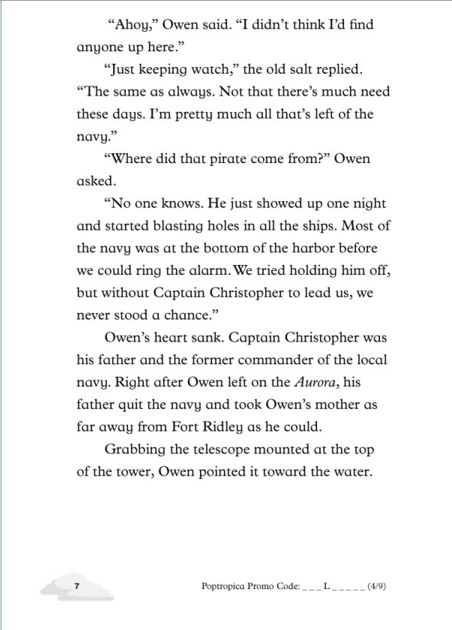 “Ahoy,” Owen said. “I didn’t think I’d find
anyone up here.”
“Just keeping watch,” the old salt replied.
“The same as always. Not that there’s much need
these days. I’m pretty much all that’s left of the
navy.”
“Where did that pirate come from?” Owen
asked.
“No one knows. He just showed up one night
and started blasting holes in all the ships. Most of
the navy was at the bottom of the harbor before
we could ring the alarm. We tried holding him off,
but without Captain Christopher to lead us, we
never stood a chance.”
Owen’s heart sank. Captain Christopher was
his father and the former commander of the local
navy. Right after Owen left on the Aurora, his
father quit the navy and took Owen’s mother as
far away from Fort Ridley as he could.
Grabbing the telescope mounted at the top
of the tower, Owen pointed it toward the water.
7 Poptropica Promo Code: _ _ _ L _ _ _ _ _ (4/9)